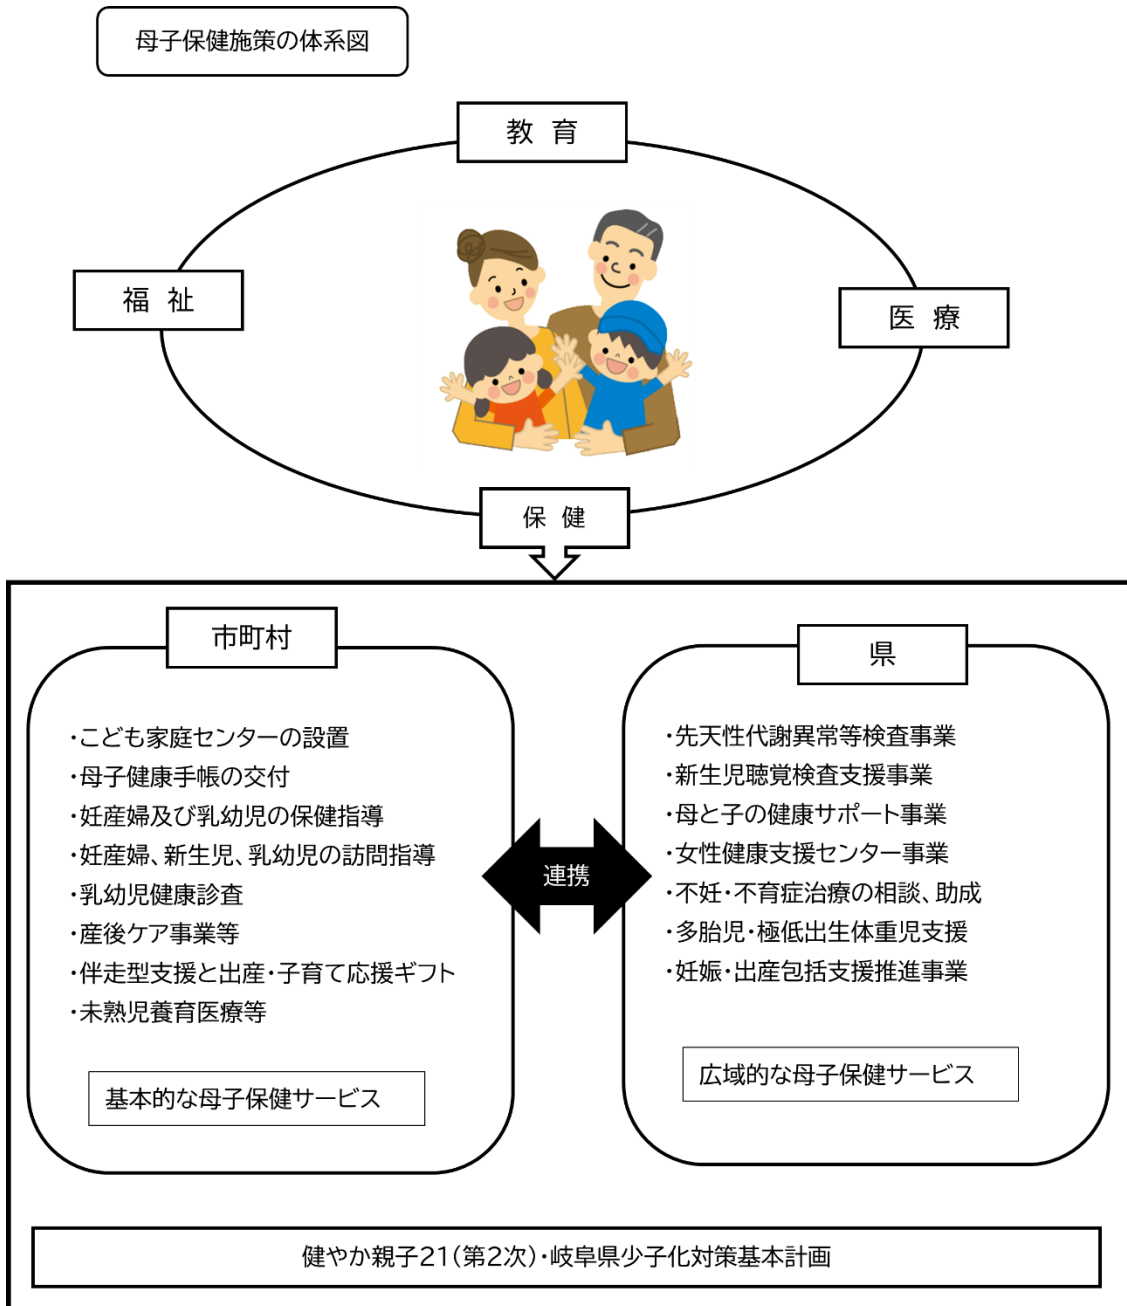 母子保健施策の体系図
教 育
福 祉
医 療
保 健
市町村
・こども家庭センターの設置
・母子健康手帳の交付
・妊産婦及び乳幼児の保健指導
・妊産婦、新生児、乳幼児の訪問指導
・乳幼児健康診査
・産後ケア事業等
・伴走型支援と出産・子育て応援ギフト
・未熟児養育医療等
基本的な母子保健サービス
連携
県
・先天性代謝異常等検査事業
・新生児聴覚検査支援事業
・母と子の健康サポート事業
・女性健康支援センター事業
・不妊・不育症治療の相談、助成
・多胎児・極低出生体重児支援
・妊娠・出産包括支援推進事業
広域的な母子保健サービス
健やか親子21(第2次)・岐阜県少子化対策基本計画